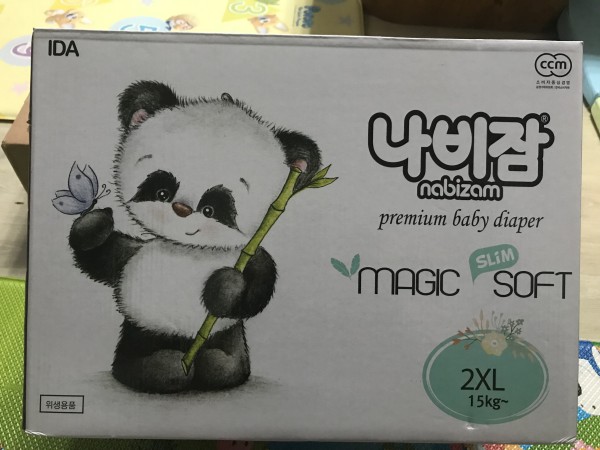 IDA
ccm
나비잠®
nabizam
premium baby diaper
MAGIC SLIM SOFT
2XL
15kg~
위생용품